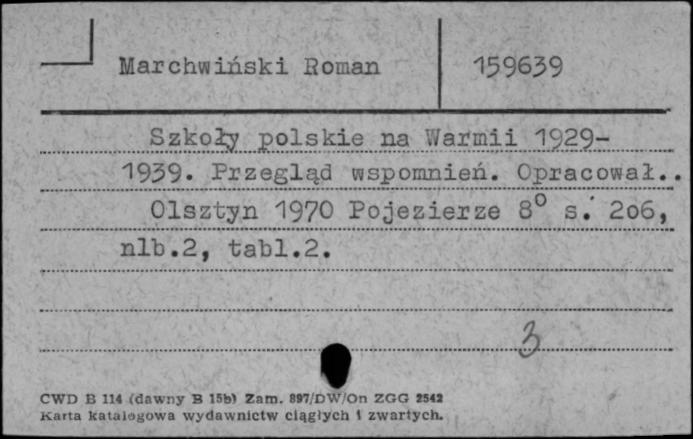 Marchwiński Roman 159639
Szkoły polskie na Warmii 1929-
1939. Przegląd wspomnień. Opracował..
Olsztyn 1970 Pojezierze 8° s. 206,
nlb.2, tabl.2.
3
CWD B 114 (dawny B 15b) Zam. 897/DW/On ZGG 2542
Karta katalogowa wydawnictw ciągłych i zwartych.